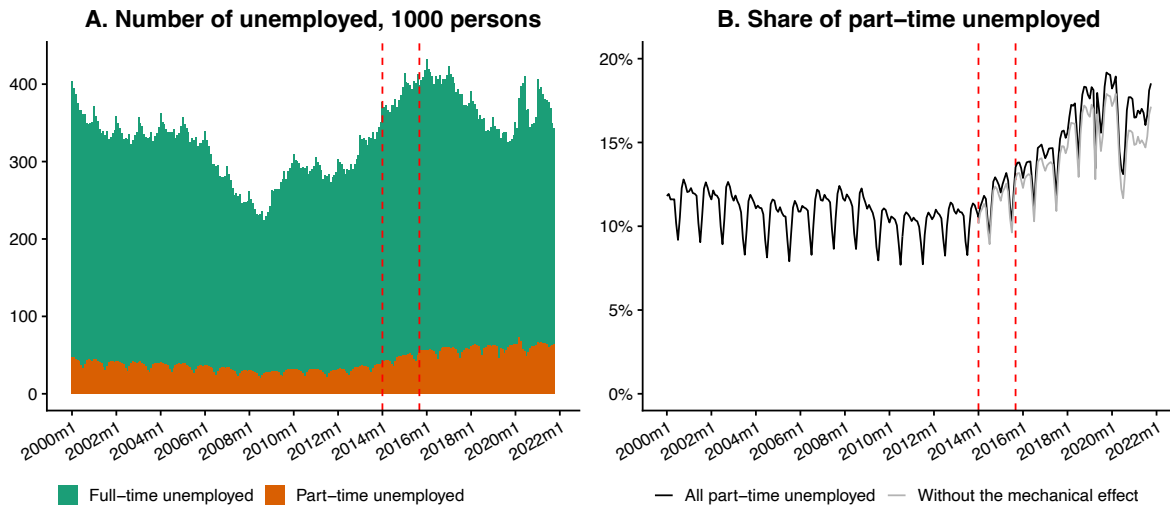 A. Number of unemployed, 1000 persons
400
300
200
100
0
2000m1
2002m1
2004m1
2006m1
2008m1
2010m1
2012m1
2014m1
2016m1
2018m1
2020m1
2022m1
Full−time unemployed
Part−time unemployed
B. Share of part−time unemployed
20%
15%
10%
5%
0%
2000m1
2002m1
2004m1
2006m1
2008m1
2010m1
2012m1
2014m1
2016m1
2018m1
2020m1
2022m1
All part−time unemployed
Without the mechanical effect